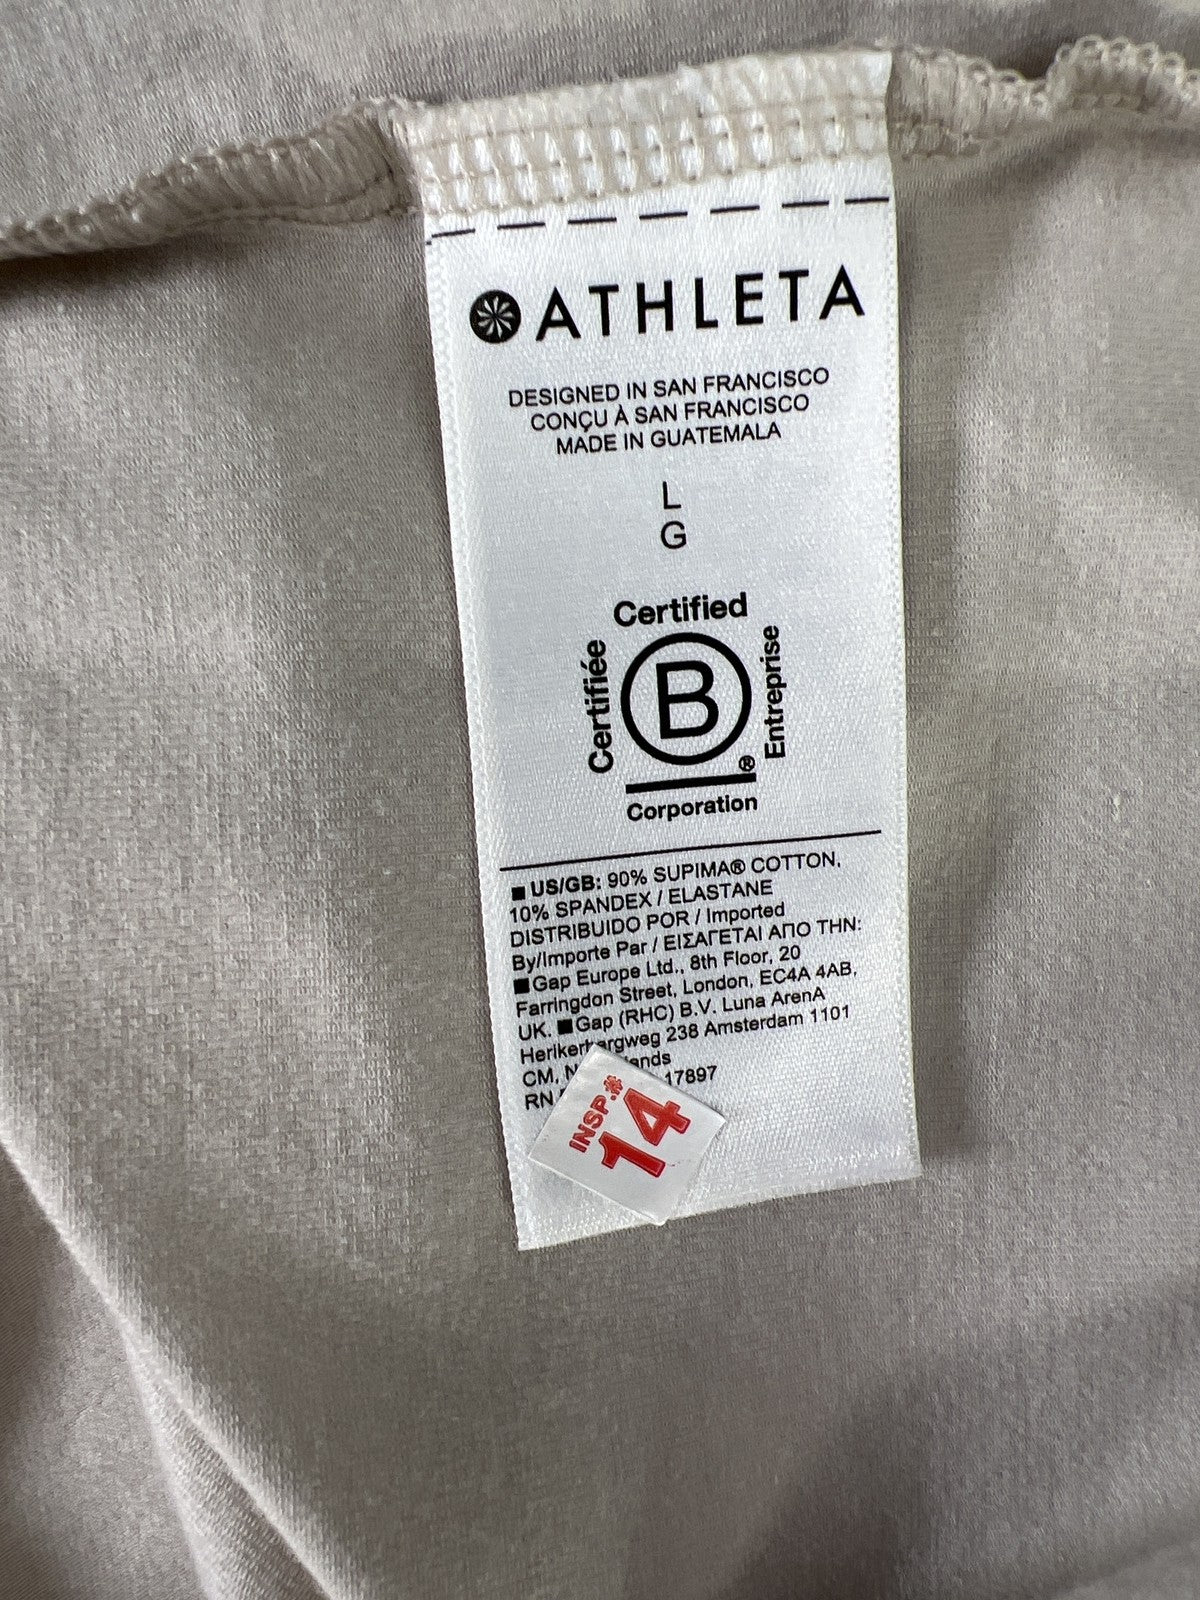 ATHLETA
DESIGNED IN SAN FRANCISCO
CONÇU À SAN FRANCISCO
MADE IN GUATEMALA
L
G
Certified
Certifiée
B
Entreprise
®
Corporation
■ US/GB: 90% SUPIMA® COTTON,
10% SPANDEX / ELASTANE
DISTRIBUIDO POR / Imported
By/Importe Par / ΕΙΣΑΓΕΤΑΙ ΑΠΟ ΤΗΝ:
■ Gap Europe Ltd., 8th Floor, 20
Farringdon Street, London, EC4A 4AB,
UK. ■ Gap (RHC) B.V. Luna ArenA
238 Amsterdam 1101
CM,
RN 17897
INSP.#
14